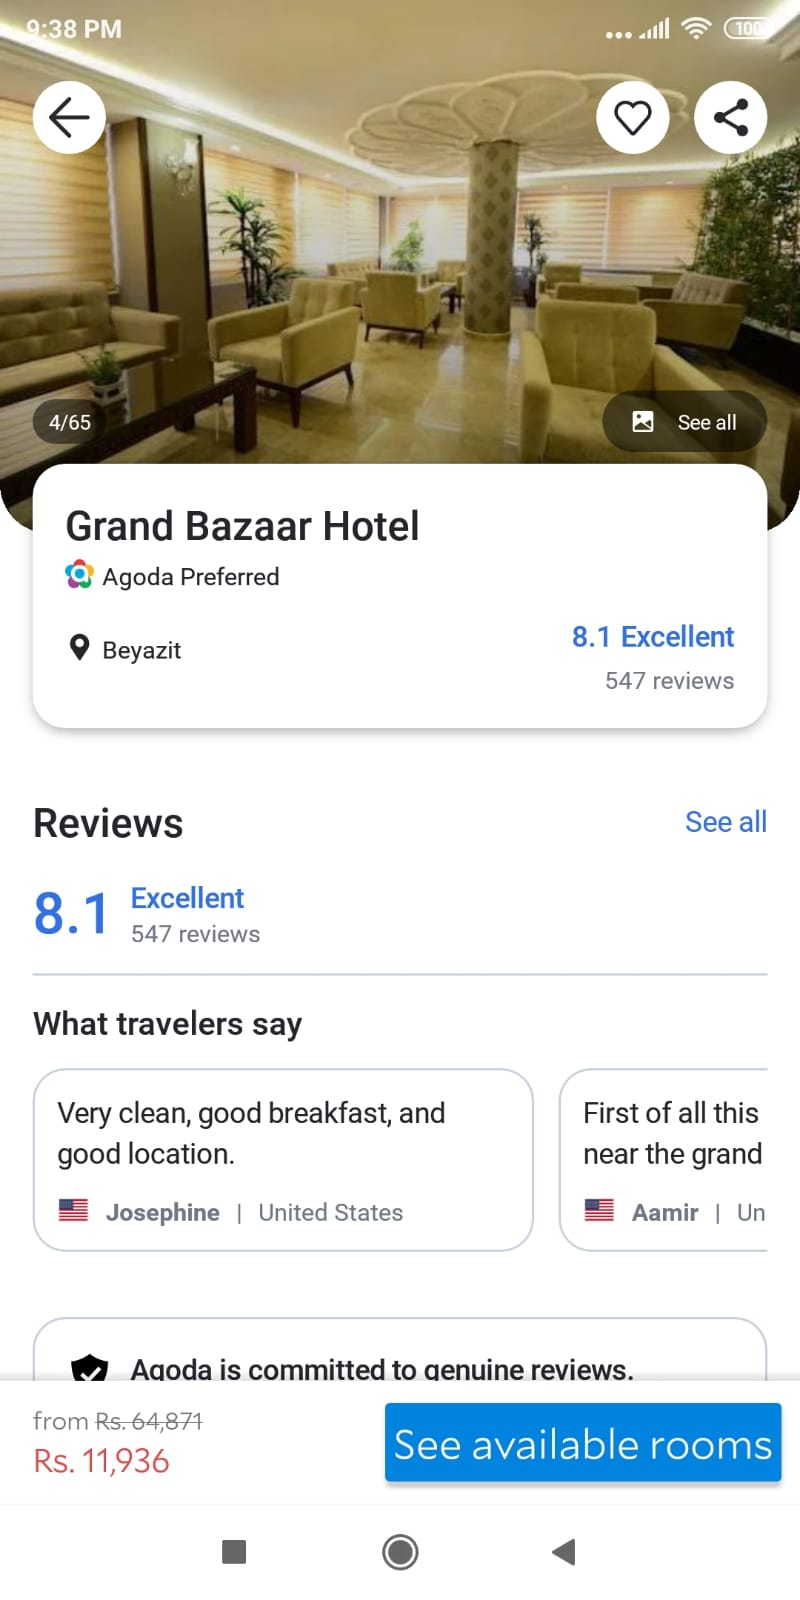 9:38 PM
100
4/65
See all
Grand Bazaar Hotel
Agoda Preferred
Beyazit
8.1 Excellent
547 reviews
Reviews
See all
8.1
Excellent
547 reviews
What travelers say
Very clean, good breakfast, and
good location.
Josephine | United States
First of all this
near the grand
Aamir | Un
Agoda is committed to genuine reviews.
from Rs. 64,871
Rs. 11,936
See available rooms